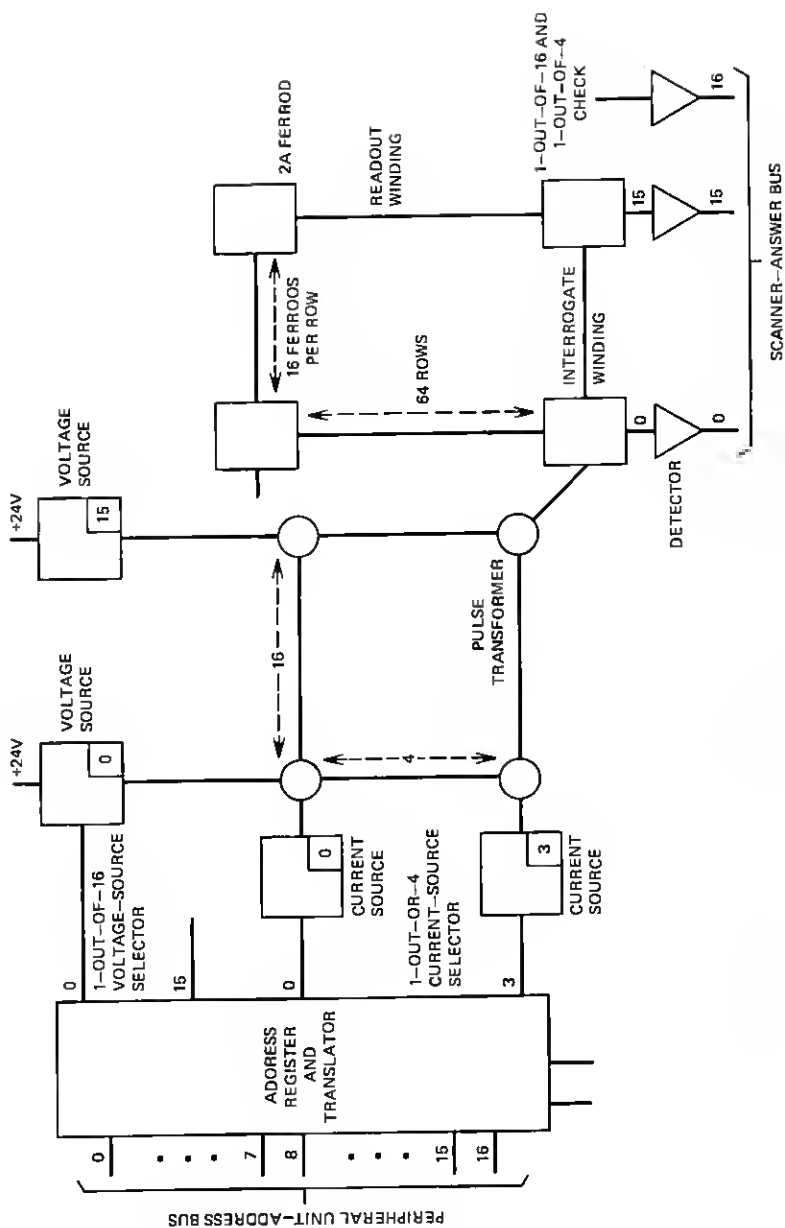 +24V
VOLTAGE
SOURCE
0
+24V
VOLTAGE
SOURCE
15
0
1-OUT-OF-16
VOLTAGE-SOURCE
SELECTOR
15
0
1-OUT-OR-4
CURRENT-SOURCE
SELECTOR
3
ADORESS
REGISTER
AND
TRANSLATOR
0
7
8
15
16
PERIPHERAL UNIT-ADDRESS BUS
0
CURRENT
SOURCE
3
CURRENT
SOURCE
16
4
PULSE
TRANSFORMER
2A FERROD
16 FERROOS
PER ROW
READOUT
WINDING
64 ROWS
INTERROGATE
WINDING
1-OUT-OF-16 AND
1-OUT-OF-4
CHECK
0
15
DETECTOR
0
15
16
SCANNER-ANSWER BUS